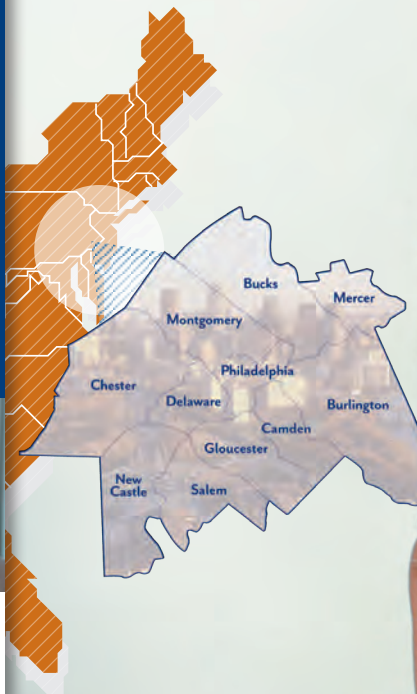 Bucks
Mercer
Montgomery
Philadelphia
Chester
Delaware
Burlington
Camden
Gloucester
New
Castle
Salem